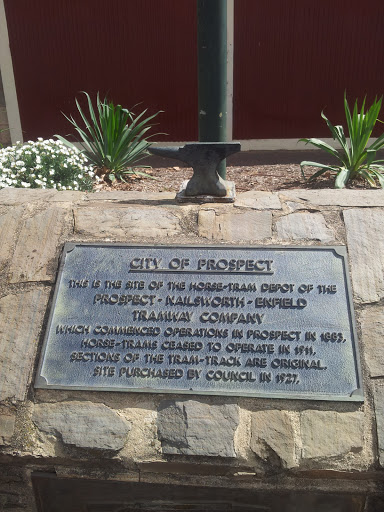 CITY OF PROSPECT
THIS IS THE SITE OF THE HORSE-TRAM DEPOT OF THE
PROSPECT - NAILSWORTH - ENFIELD
TRAMWAY COMPANY
WHICH COMMENCED OPERATIONS IN PROSPECT IN 1883.
HORSE-TRAMS CEASED TO OPERATE IN 1911.
SECTIONS OF THE TRAM-TRACK ARE ORIGINAL.
SITE PURCHASED BY COUNCIL IN 1927.